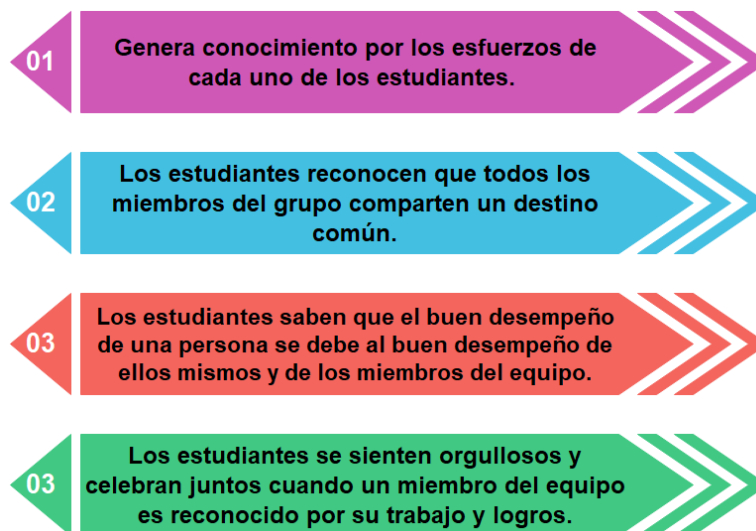 01
Genera conocimiento por los esfuerzos de
cada uno de los estudiantes.
02
Los estudiantes reconocen que todos los
miembros del grupo comparten un destino
común.
03
Los estudiantes saben que el buen desempeño
de una persona se debe al buen desempeño de
ellos mismos y de los miembros del equipo.
03
Los estudiantes se sienten orgullosos y
celebran juntos cuando un miembro del equipo
es reconocido por su trabajo y logros.